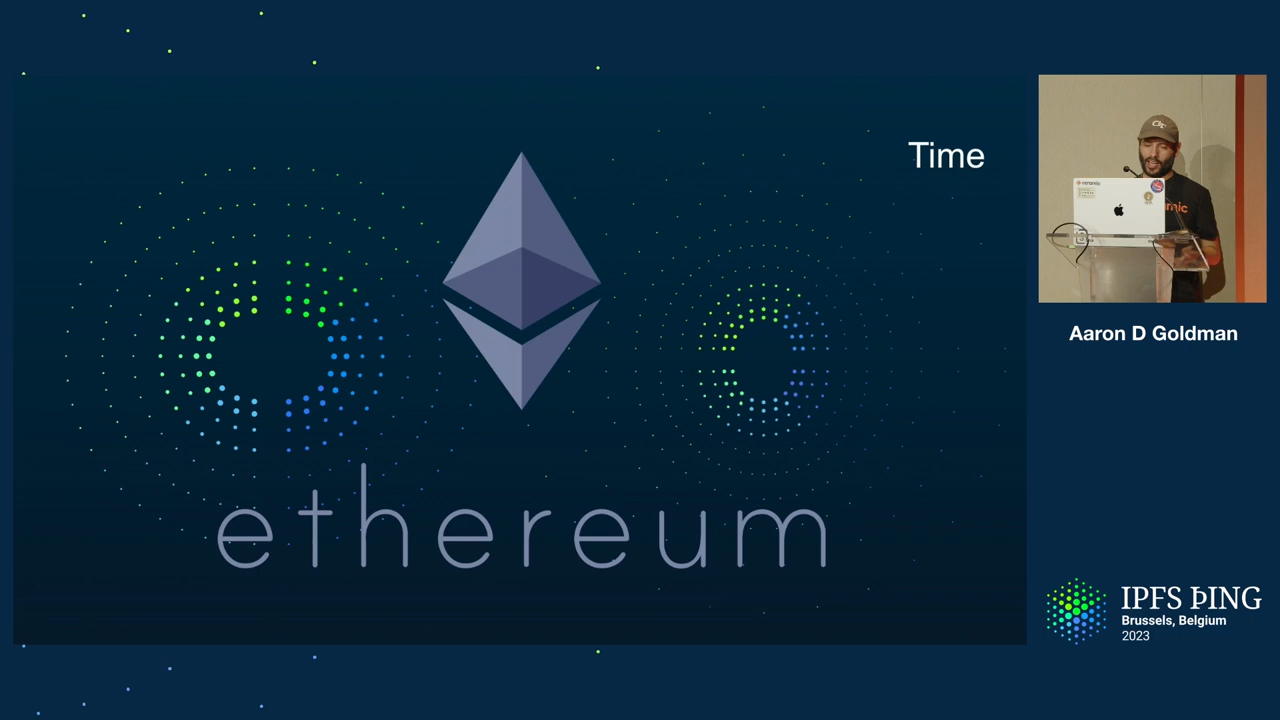 Time
ethereum
Aaron D Goldman
IPFS ÞING
Brussels, Belgium
2023